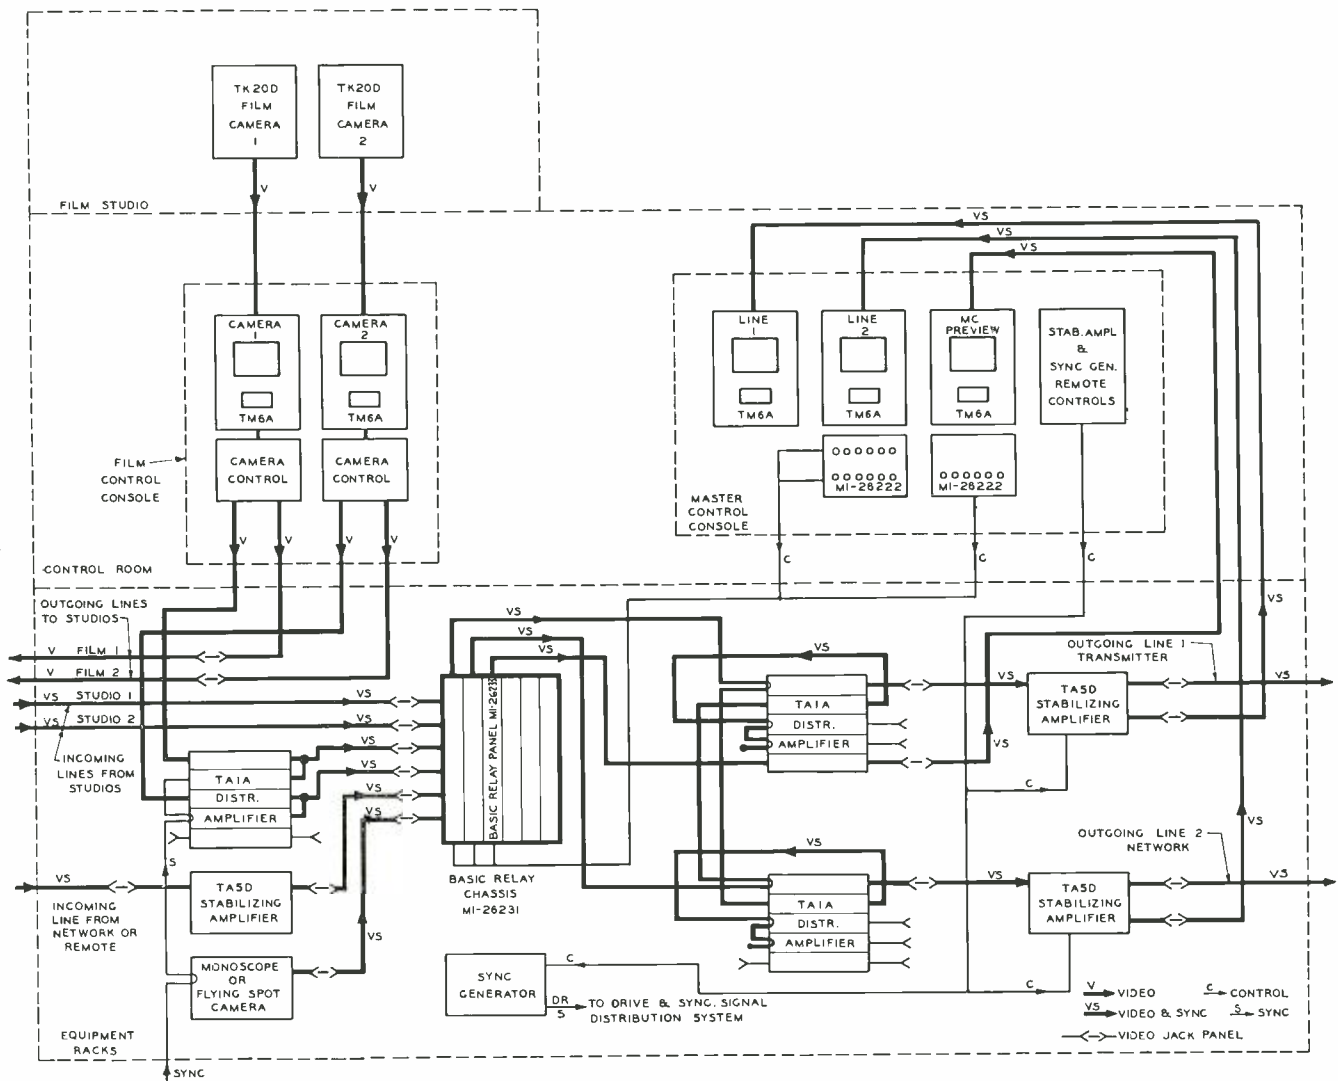 TK20D
FILM
CAMERA
1
TK20D
FILM
CAMERA
2
V
V
FILM STUDIO
VS
VS
VS
CAMERA
1
TM6A
CAMERA
2
TM6A
LINE
1
TM6A
LINE
2
TM6A
MC
PREVIEW
TM6A
STAB. AMPL
&
SYNC GEN.
REMOTE
CONTROLS
FILM
CONTROL
CONSOLE
CAMERA
CONTROL
CAMERA
CONTROL
MI-26222
MI-26222
MASTER
CONTROL
CONSOLE
V
V
V
V
C
C
C
CONTROL ROOM
OUTGOING LINES
TO STUDIOS
V FILM 1
V FILM 2
VS STUDIO 1 VS
VS STUDIO 2 VS
VS
VS
VS
VS
INCOMING
LINES FROM
STUDIOS
TA1A
DISTR.
AMPLIFIER
S
VS
INCOMING
LINE FROM
NETWORK OR
REMOTE
TA5D
STABILIZING
AMPLIFIER
VS
MONOSCOPE
OR
FLYING SPOT
CAMERA
EQUIPMENT
RACKS
SYNC
VS
VS
VS
BASIC RELAY PANEL MI-26232
BASIC RELAY
CHASSIS
MI-26231
SYNC
GENERATOR
C
DR
S
TO DRIVE & SYNC. SIGNAL
DISTRIBUTION SYSTEM
VS
TA1A
DISTR.
AMPLIFIER
VS
VS
VS
TA1A
DISTR.
AMPLIFIER
VS
OUTGOING LINE 1
TRANSMITTER
TA5D
STABILIZING
AMPLIFIER
VS
VS
C
OUTGOING LINE 2
NETWORK
TA5D
STABILIZING
AMPLIFIER
VS
VS
C
V VIDEO
C CONTROL
VS VIDEO & SYNC
S SYNC
VIDEO JACK PANEL